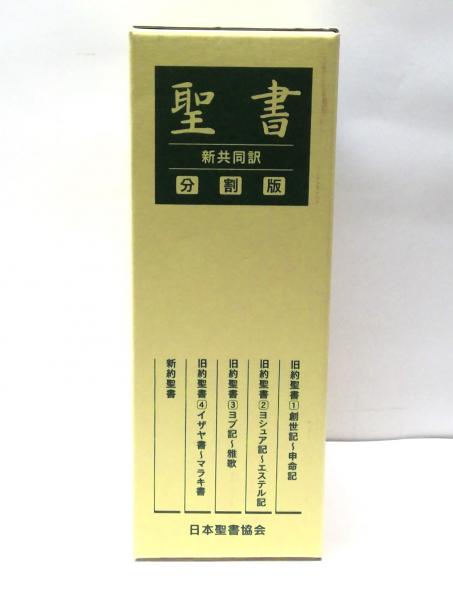 聖書
新共同訳
分割版
旧約聖書①創世記~申命記
旧約聖書②ヨシュア記~エステル記
旧約聖書③ヨブ記~雅歌
旧約聖書④イザヤ書~マラキ書
新約聖書
日本聖書協会